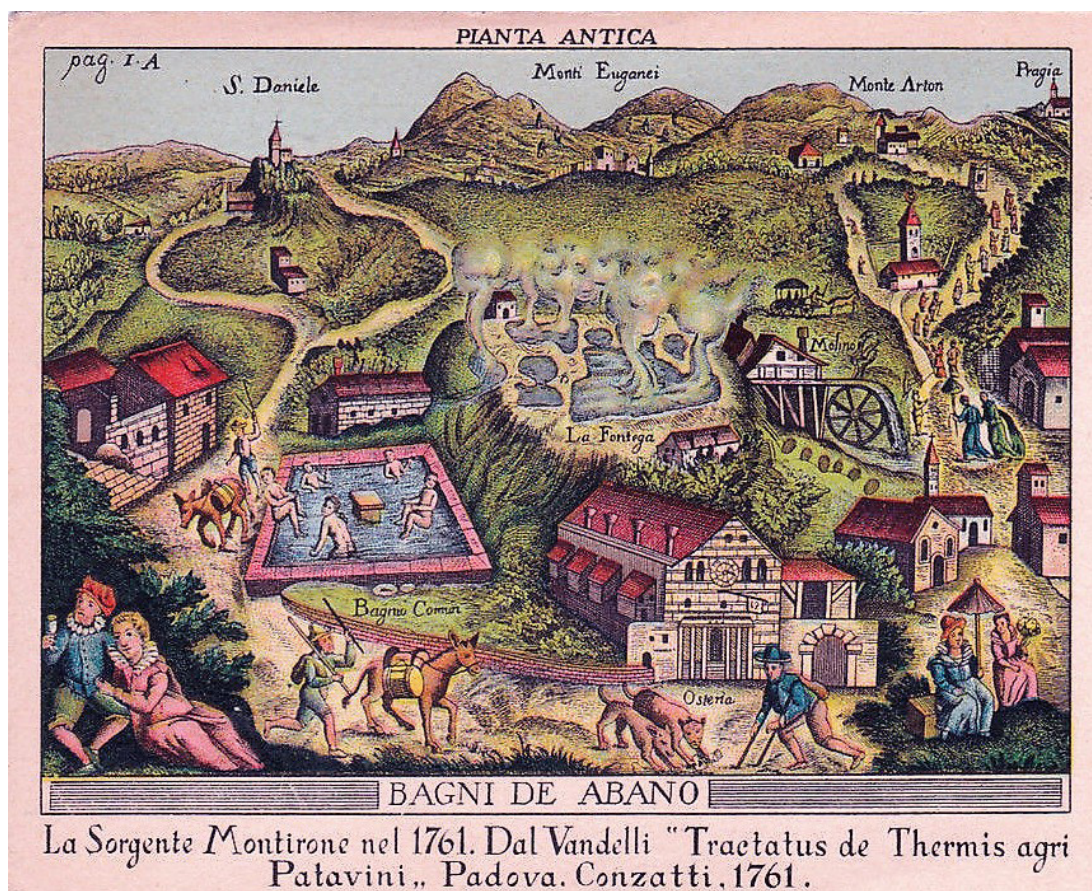 PIANTA ANTICA
pag. I. A
S. Daniele
Monti Euganei
Monte Arton
Pragia
Molino
La Fontega
Bagnio Comun
Osteria
BAGNI DE ABANO
La Sorgente Montirone nel 1761. Dal Vandelli "Tractatus de Thermis agri
Patavini„ Padova. Conzatti, 1761.